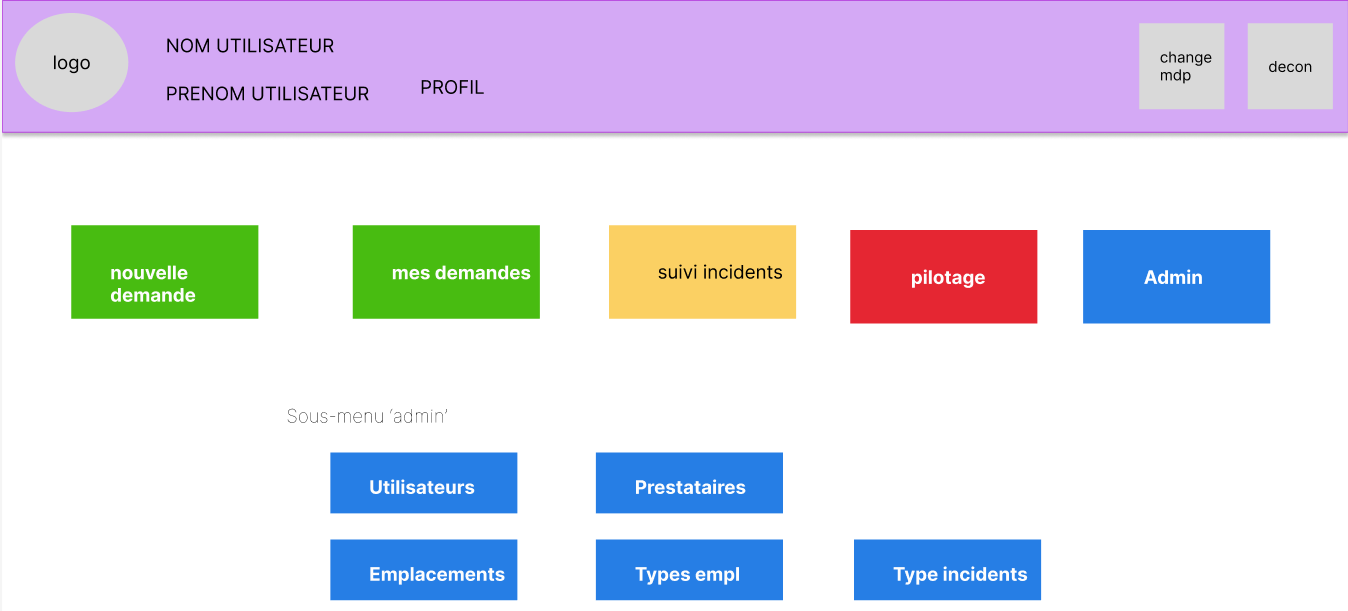 logo
NOM UTILISATEUR
PRENOM UTILISATEUR
PROFIL
change
mdp
decon
nouvelle
demande
mes demandes
suivi incidents
pilotage
Admin
Sous-menu ‘admin’
Utilisateurs
Prestataires
Emplacements
Types empl
Type incidents